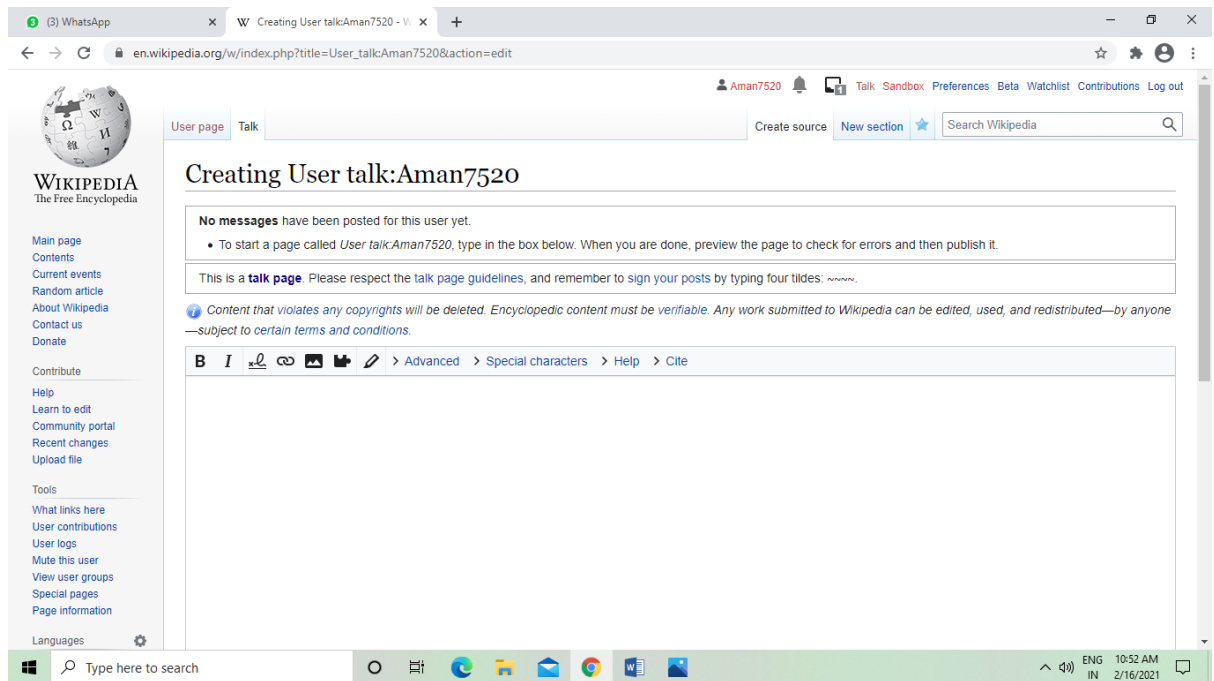 (3) WhatsApp
Creating User talk:Aman7520 - W
en.wikipedia.org/w/index.php?title=User_talk:Aman7520&action=edit
Aman7520 1 Talk Sandbox Preferences Beta Watchlist Contributions Log out
User page Talk Create source New section Search Wikipedia
WIKIPEDIA
The Free Encyclopedia
Main page
Contents
Current events
Random article
About Wikipedia
Contact us
Donate
Contribute
Help
Learn to edit
Community portal
Recent changes
Upload file
Tools
What links here
User contributions
User logs
Mute this user
View user groups
Special pages
Page information
Languages
Creating User talk:Aman7520
No messages have been posted for this user yet.
• To start a page called User talk:Aman7520, type in the box below. When you are done, preview the page to check for errors and then publish it.
This is a talk page. Please respect the talk page guidelines, and remember to sign your posts by typing four tildes: ~~~~.
Content that violates any copyrights will be deleted. Encyclopedic content must be verifiable. Any work submitted to Wikipedia can be edited, used, and redistributed—by anyone
—subject to certain terms and conditions.
B I Advanced Special characters Help Cite
Type here to search
ENG 10:52 AM
IN 2/16/2021